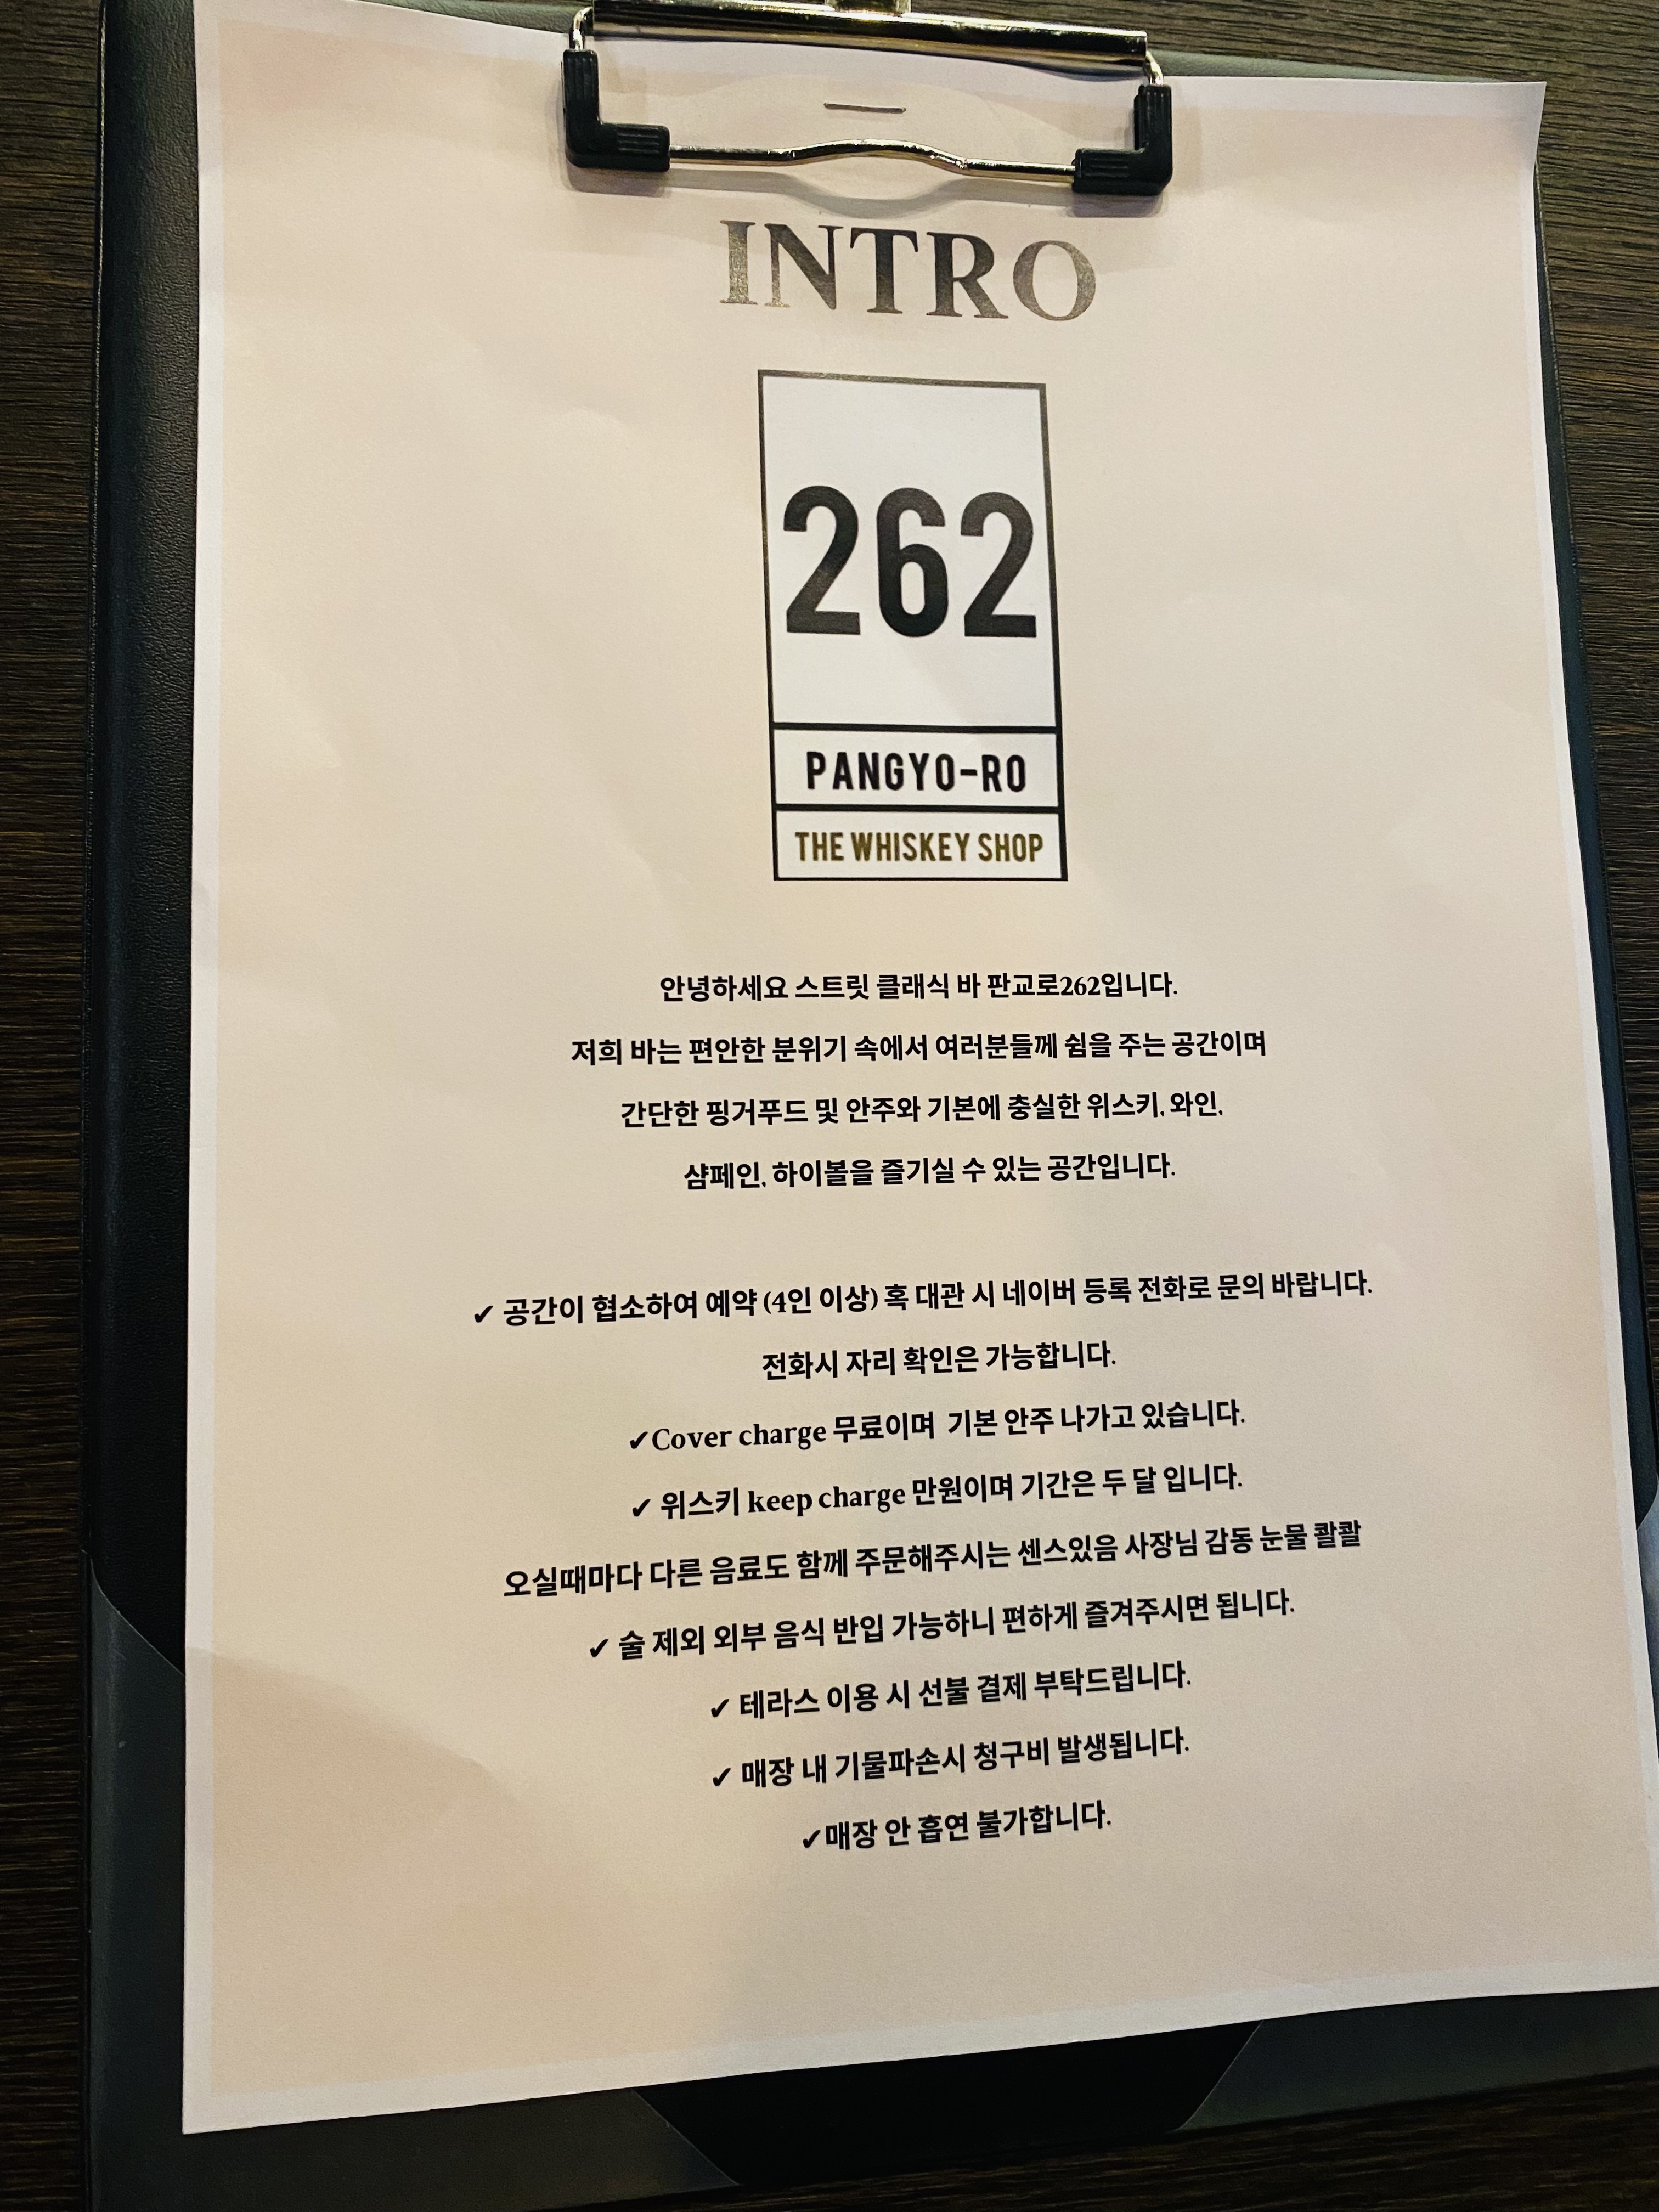 INTRO
262
PANGYO-RO
THE WHISKEY SHOP
안녕하세요 스트릿 클래식 바 판교로262입니다.
저희 바는 편안한 분위기 속에서 여러분들께 쉼을 주는 공간이며
간단한 핑거푸드 및 안주와 기본에 충실한 위스키, 와인,
샴페인, 하이볼을 즐기실 수 있는 공간입니다.
✔ 공간이 협소하여 예약 (4인 이상) 혹 대관 시 네이버 등록 전화로 문의 바랍니다.
전화시 자리 확인은 가능합니다.
✔Cover charge 무료이며 기본 안주 나가고 있습니다.
✔ 위스키 keep charge 만원이며 기간은 두 달 입니다.
오실때마다 다른 음료도 함께 주문해주시는 센스있음 사장님 감동 눈물 콸콸
✔ 술 제외 외부 음식 반입 가능하니 편하게 즐겨주시면 됩니다.
✔ 테라스 이용 시 선불 결제 부탁드립니다.
✔ 매장 내 기물파손시 청구비 발생됩니다.
✔매장 안 흡연 불가합니다.